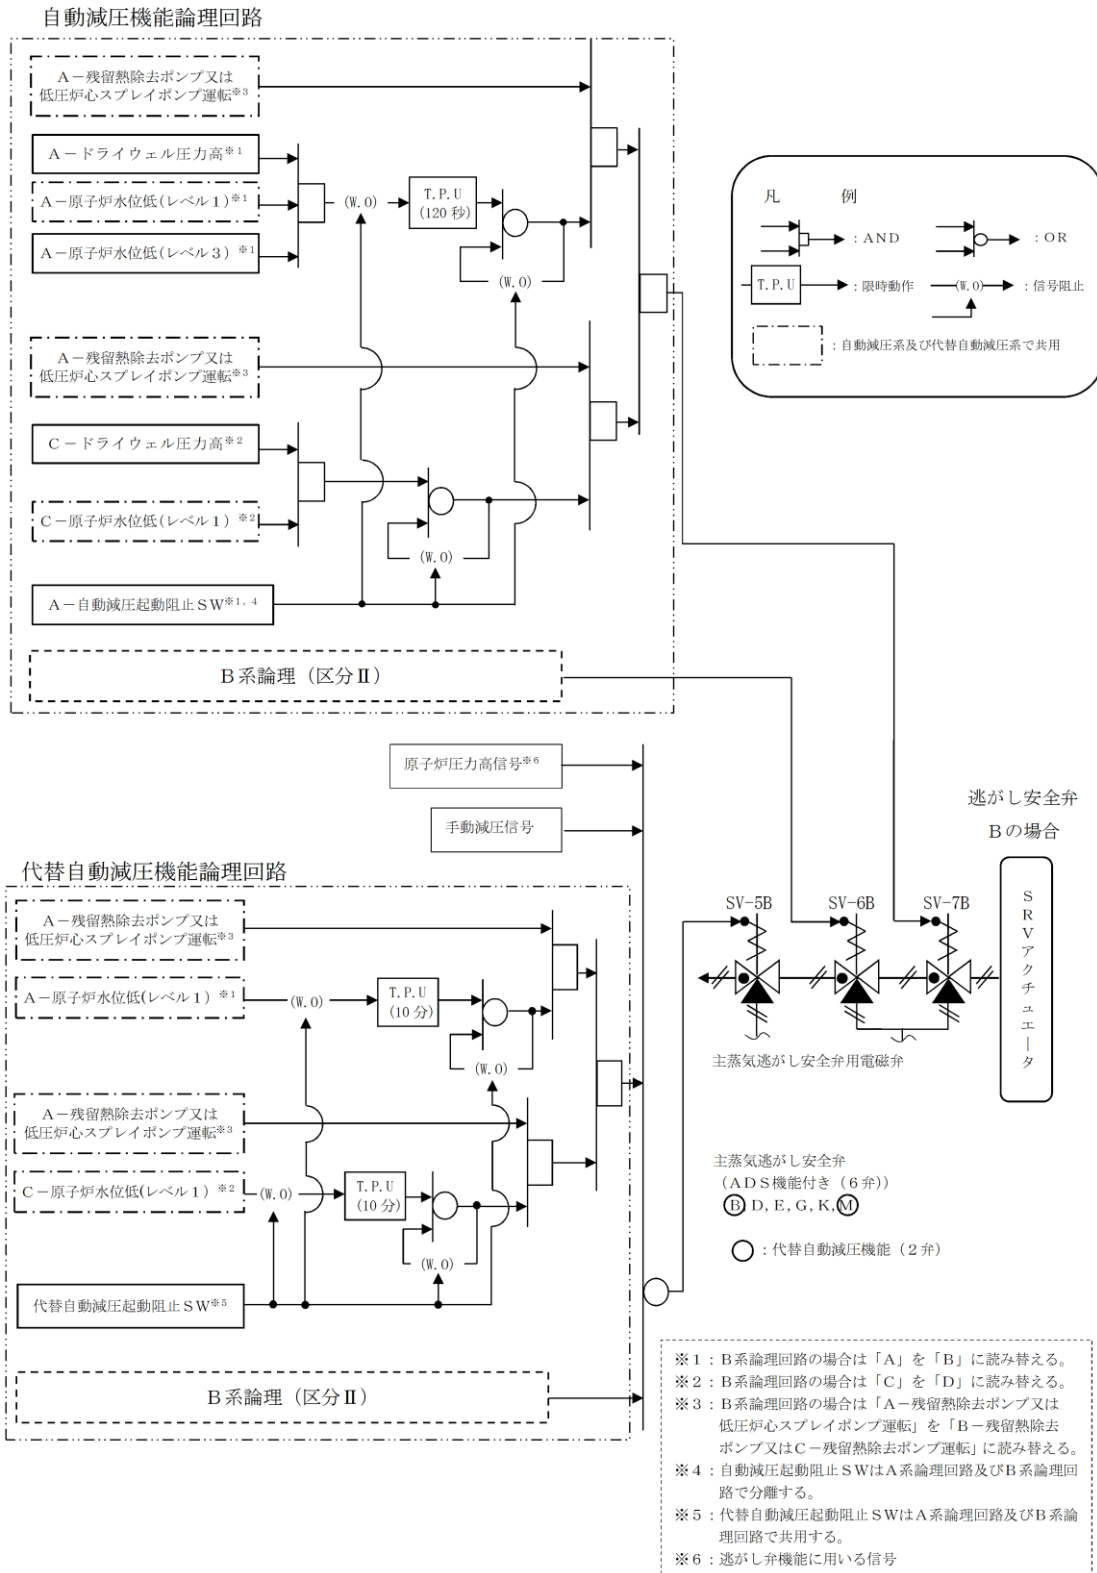 自動減圧機能論理回路
A－残留熱除去ポンプ又は
低圧炉心スプレイポンプ運転※3
A－ドライウェル圧力高※1
A－原子炉水位低(レベル1)※1
A－原子炉水位低(レベル3)※1
(W.O)
T.P.U
(120秒)
(W.O)
A－残留熱除去ポンプ又は
低圧炉心スプレイポンプ運転※3
C－ドライウェル圧力高※2
C－原子炉水位低(レベル1)※2
(W.O)
A－自動減圧起動阻止SW※1,4
B系論理（区分Ⅱ）
凡　例
：AND
：OR
T.P.U
：限時動作
(W.O)
：信号阻止
：自動減圧系及び代替自動減圧系で共用
原子炉圧力高信号※6
手動減圧信号
代替自動減圧機能論理回路
A－残留熱除去ポンプ又は
低圧炉心スプレイポンプ運転※3
A－原子炉水位低(レベル1)※1
(W.O)
T.P.U
(10分)
(W.O)
A－残留熱除去ポンプ又は
低圧炉心スプレイポンプ運転※3
C－原子炉水位低(レベル1)※2
(W.O)
T.P.U
(10分)
(W.O)
代替自動減圧起動阻止SW※5
B系論理（区分Ⅱ）
逃がし安全弁
Bの場合
SV-5B
SV-6B
SV-7B
SRVアクチュエータ
主蒸気逃がし安全弁用電磁弁
主蒸気逃がし安全弁
（ADS機能付き（6弁））
B, D, E, G, K, M
：代替自動減圧機能（2弁）
※1：B系論理回路の場合は「A」を「B」に読み替える。
※2：B系論理回路の場合は「C」を「D」に読み替える。
※3：B系論理回路の場合は「A－残留熱除去ポンプ又は
低圧炉心スプレイポンプ運転」を「B－残留熱除去
ポンプ又はC－残留熱除去ポンプ運転」に読み替える。
※4：自動減圧起動阻止SWはA系論理回路及びB系論理回
路で分離する。
※5：代替自動減圧起動阻止SWはA系論理回路及びB系論
理回路で共用する。
※6：逃がし弁機能に用いる信号